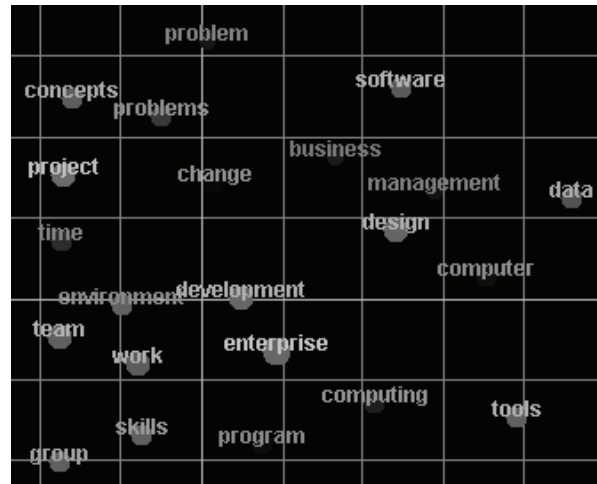 problem
software
concepts
problems
business
project
change
management
data
design
time
computer
environment
development
team
enterprise
work
computing
tools
skills
program
group